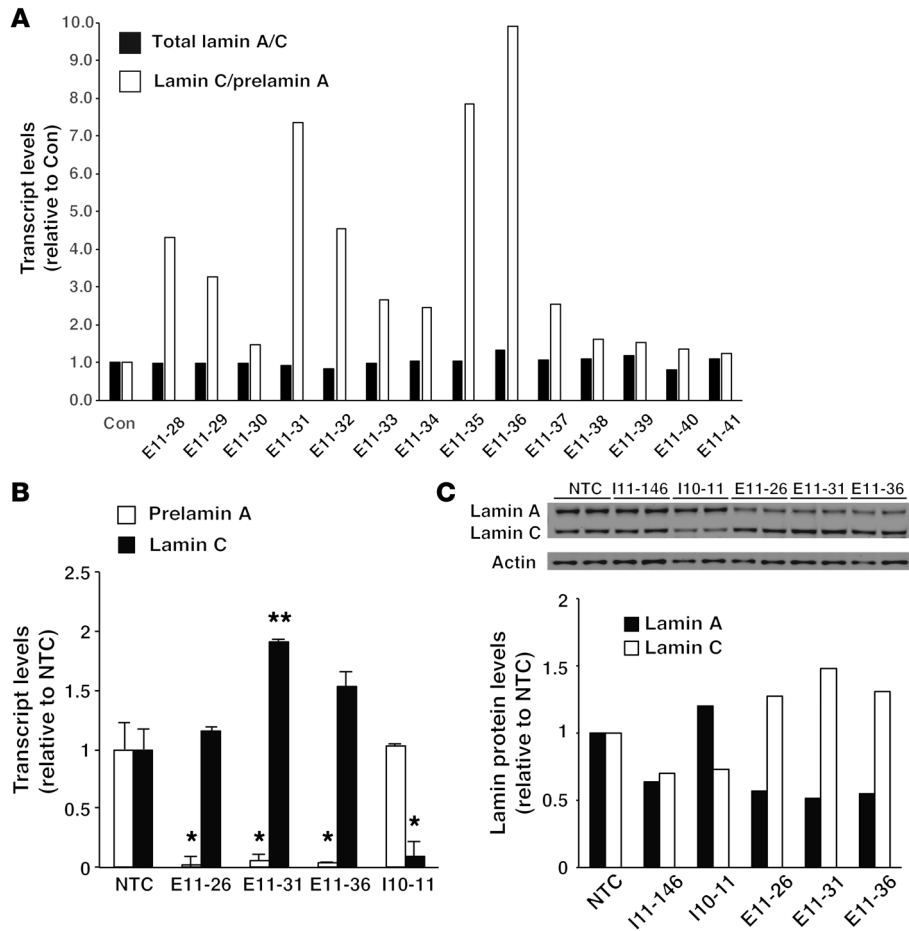 A
10.0
9.0
8.0
7.0
6.0
5.0
4.0
3.0
2.0
1.0
0.0
Transcript levels
(relative to Con)
Total lamin A/C
Lamin C/prelamin A
Con E11-28 E11-29 E11-30 E11-31 E11-32 E11-33 E11-34 E11-35 E11-36 E11-37 E11-38 E11-39 E11-40 E11-41
B
Prelamin A
Lamin C
2.5
2
1.5
1
0.5
0
Transcript levels
(relative to NTC)
* * ** * *
NTC E11-26 E11-31 E11-36 I10-11
C
NTC I11-146 I10-11 E11-26 E11-31 E11-36
Lamin A
Lamin C
Actin
2
1.5
1
0.5
0
Lamin protein levels
(relative to NTC)
Lamin A
Lamin C
NTC I11-146 I10-11 E11-26 E11-31 E11-36